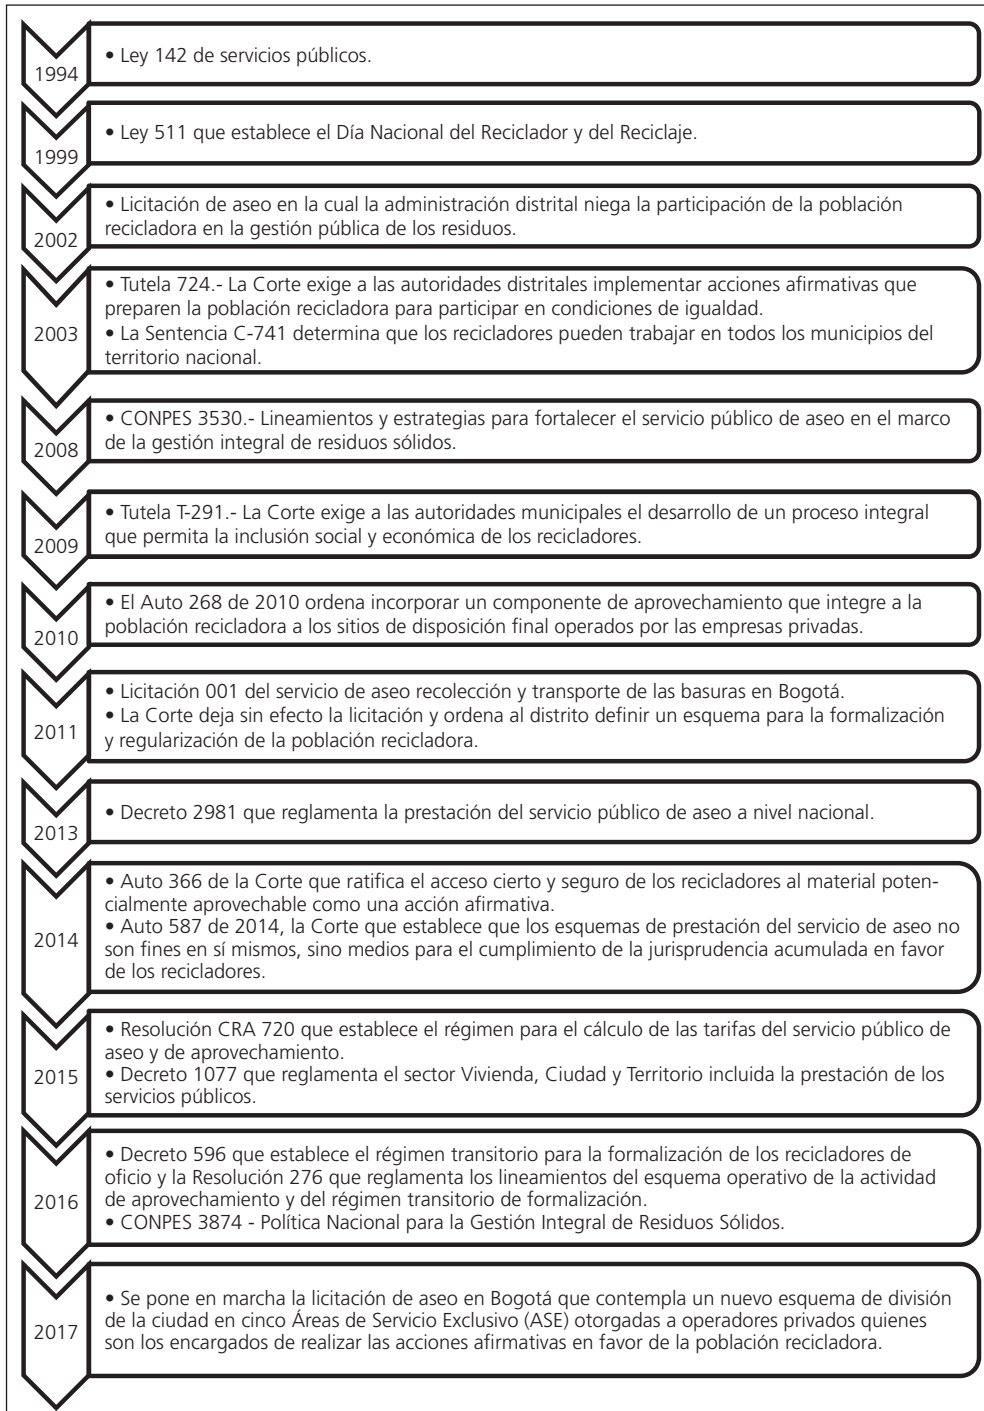 1994
• Ley 142 de servicios públicos.
1999
• Ley 511 que establece el Día Nacional del Reciclador y del Reciclaje.
2002
• Licitación de aseo en la cual la administración distrital niega la participación de la población
recicladora en la gestión pública de los residuos.
2003
• Tutela 724.- La Corte exige a las autoridades distritales implementar acciones afirmativas que
preparen la población recicladora para participar en condiciones de igualdad.
• La Sentencia C-741 determina que los recicladores pueden trabajar en todos los municipios del
territorio nacional.
2008
• CONPES 3530.- Lineamientos y estrategias para fortalecer el servicio público de aseo en el marco
de la gestión integral de residuos sólidos.
2009
• Tutela T-291.- La Corte exige a las autoridades municipales el desarrollo de un proceso integral
que permita la inclusión social y económica de los recicladores.
2010
• El Auto 268 de 2010 ordena incorporar un componente de aprovechamiento que integre a la
población recicladora a los sitios de disposición final operados por las empresas privadas.
2011
• Licitación 001 del servicio de aseo recolección y transporte de las basuras en Bogotá.
• La Corte deja sin efecto la licitación y ordena al distrito definir un esquema para la formalización
y regularización de la población recicladora.
2013
• Decreto 2981 que reglamenta la prestación del servicio público de aseo a nivel nacional.
2014
• Auto 366 de la Corte que ratifica el acceso cierto y seguro de los recicladores al material poten-
cialmente aprovechable como una acción afirmativa.
• Auto 587 de 2014, la Corte que establece que los esquemas de prestación del servicio de aseo no
son fines en sí mismos, sino medios para el cumplimiento de la jurisprudencia acumulada en favor
de los recicladores.
2015
• Resolución CRA 720 que establece el régimen para el cálculo de las tarifas del servicio público de
aseo y de aprovechamiento.
• Decreto 1077 que reglamenta el sector Vivienda, Ciudad y Territorio incluida la prestación de los
servicios públicos.
2016
• Decreto 596 que establece el régimen transitorio para la formalización de los recicladores de
oficio y la Resolución 276 que reglamenta los lineamientos del esquema operativo de la actividad
de aprovechamiento y del régimen transitorio de formalización.
• CONPES 3874 - Política Nacional para la Gestión Integral de Residuos Sólidos.
2017
• Se pone en marcha la licitación de aseo en Bogotá que contempla un nuevo esquema de división
de la ciudad en cinco Áreas de Servicio Exclusivo (ASE) otorgadas a operadores privados quienes
son los encargados de realizar las acciones afirmativas en favor de la población recicladora.